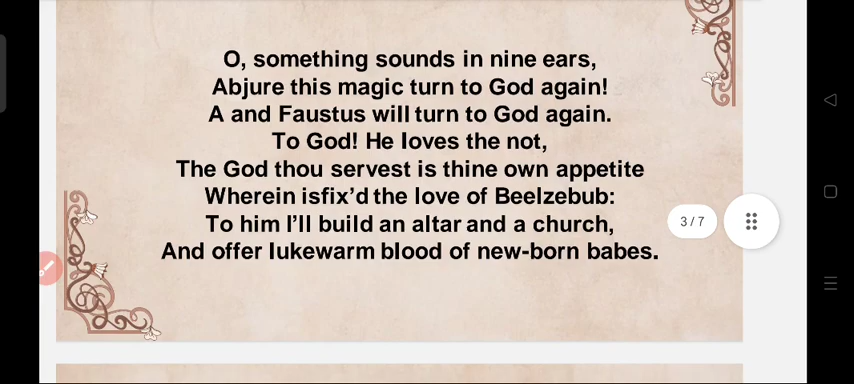 O, something sounds in nine ears,
Abjure this magic turn to God again!
A and Faustus will turn to God again.
To God! He loves the not,
The God thou servest is thine own appetite
Wherein isfix’d the love of Beelzebub:
To him I’ll build an altar and a church,
And offer lukewarm blood of new-born babes.
3 / 7